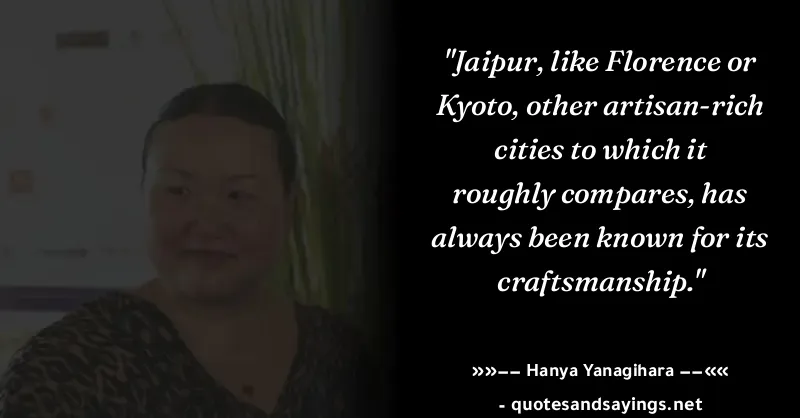 "Jaipur, like Florence or
Kyoto, other artisan-rich
cities to which it
roughly compares, has
always been known for its
craftsmanship."
»»—— Hanya Yanagihara ——««
- quotesandsayings.net